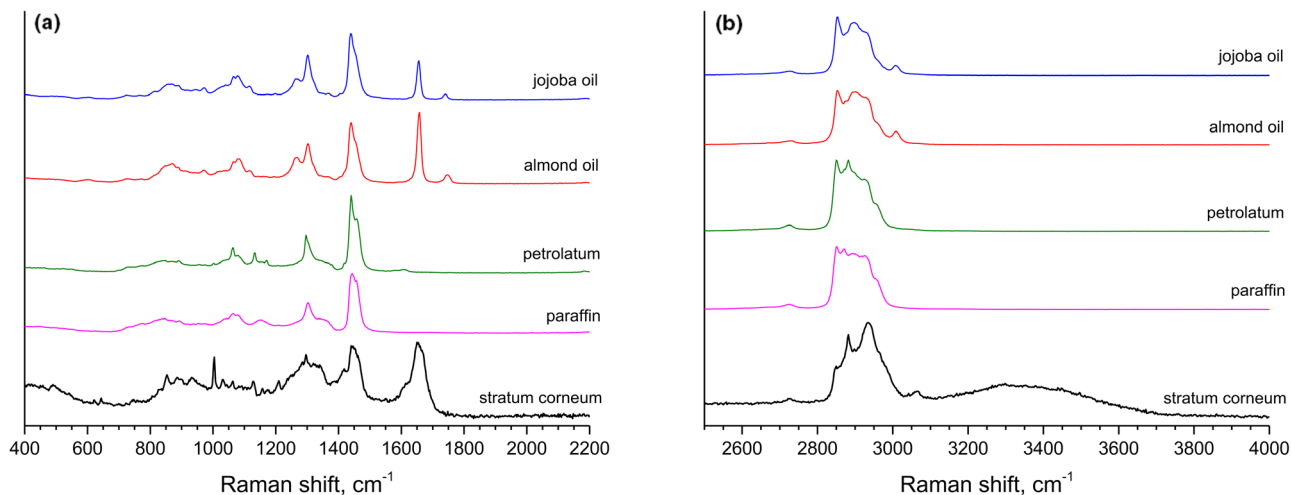 (a)
jojoba oil
almond oil
petrolatum
paraffin
stratum corneum
400 600 800 1000 1200 1400 1600 1800 2000 2200
Raman shift, cm-1
(b)
jojoba oil
almond oil
petrolatum
paraffin
stratum corneum
2600 2800 3000 3200 3400 3600 3800 4000
Raman shift, cm-1